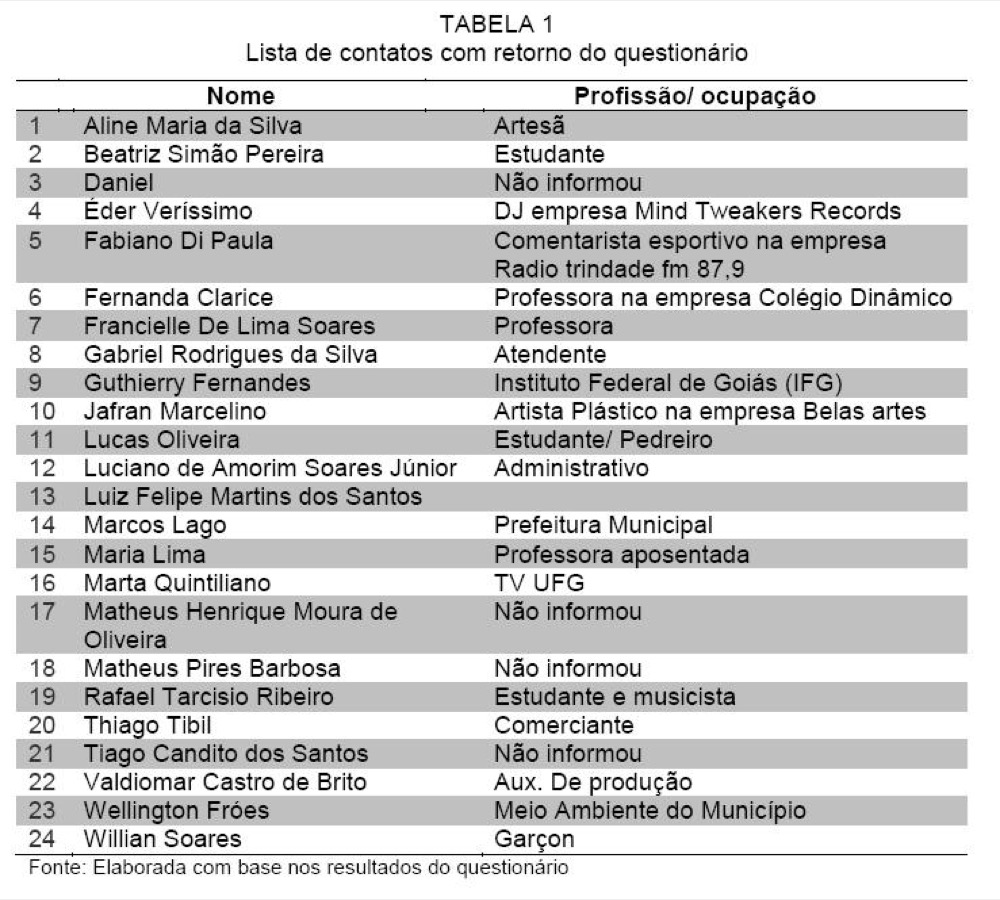 TABELA 1
Lista de contatos com retorno do questionário
Nome Profissão/ ocupação
1 Aline Maria da Silva Artesã
2 Beatriz Simão Pereira Estudante
3 Daniel Não informou
4 Éder Veríssimo DJ empresa Mind Tweakers Records
5 Fabiano Di Paula Comentarista esportivo na empresa
Radio trindade fm 87,9
6 Fernanda Clarice Professora na empresa Colégio Dinâmico
7 Francielle De Lima Soares Professora
8 Gabriel Rodrigues da Silva Atendente
9 Guthierry Fernandes Instituto Federal de Goiás (IFG)
10 Jafran Marcelino Artista Plástico na empresa Belas artes
11 Lucas Oliveira Estudante/ Pedreiro
12 Luciano de Amorim Soares Júnior Administrativo
13 Luiz Felipe Martins dos Santos
14 Marcos Lago Prefeitura Municipal
15 Maria Lima Professora aposentada
16 Marta Quintiliano TV UFG
17 Matheus Henrique Moura de Não informou
Oliveira
18 Matheus Pires Barbosa Não informou
19 Rafael Tarcisio Ribeiro Estudante e musicista
20 Thiago Tibil Comerciante
21 Tiago Candito dos Santos Não informou
22 Valdiomar Castro de Brito Aux. De produção
23 Wellington Fróes Meio Ambiente do Município
24 Willian Soares Garçon
Fonte: Elaborada com base nos resultados do questionário